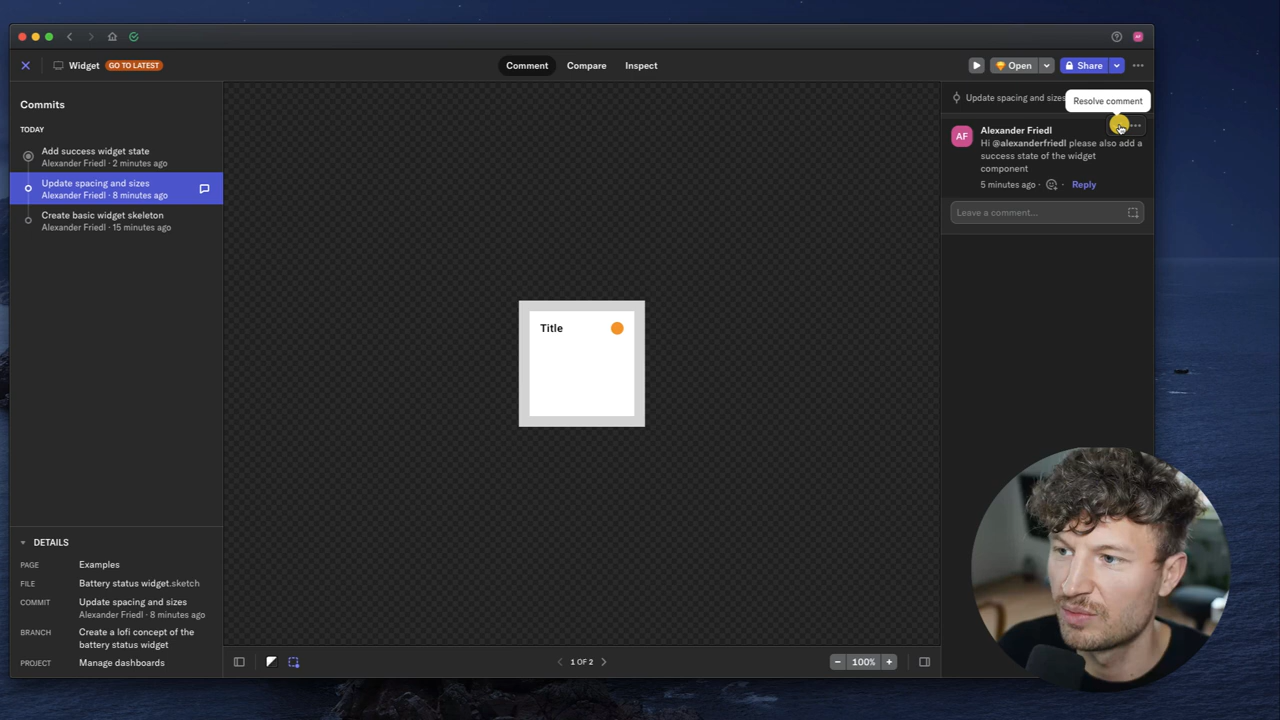 Widget GO TO LATEST
Comment
Compare
Inspect
Open
Share
Commits
TODAY
Add success widget state
Alexander Friedl · 2 minutes ago
Update spacing and sizes
Alexander Friedl · 8 minutes ago
Create basic widget skeleton
Alexander Friedl · 15 minutes ago
DETAILS
PAGE Examples
FILE Battery status widget.sketch
COMMIT Update spacing and sizes
Alexander Friedl · 8 minutes ago
BRANCH Create a lofi concept of the
battery status widget
PROJECT Manage dashboards
Title
1 OF 2
100%
Update spacing and sizes
Resolve comment
AF
Alexander Friedl
Hi @alexanderfriedl please also add a
success state of the widget
component
5 minutes ago · Reply
Leave a comment...